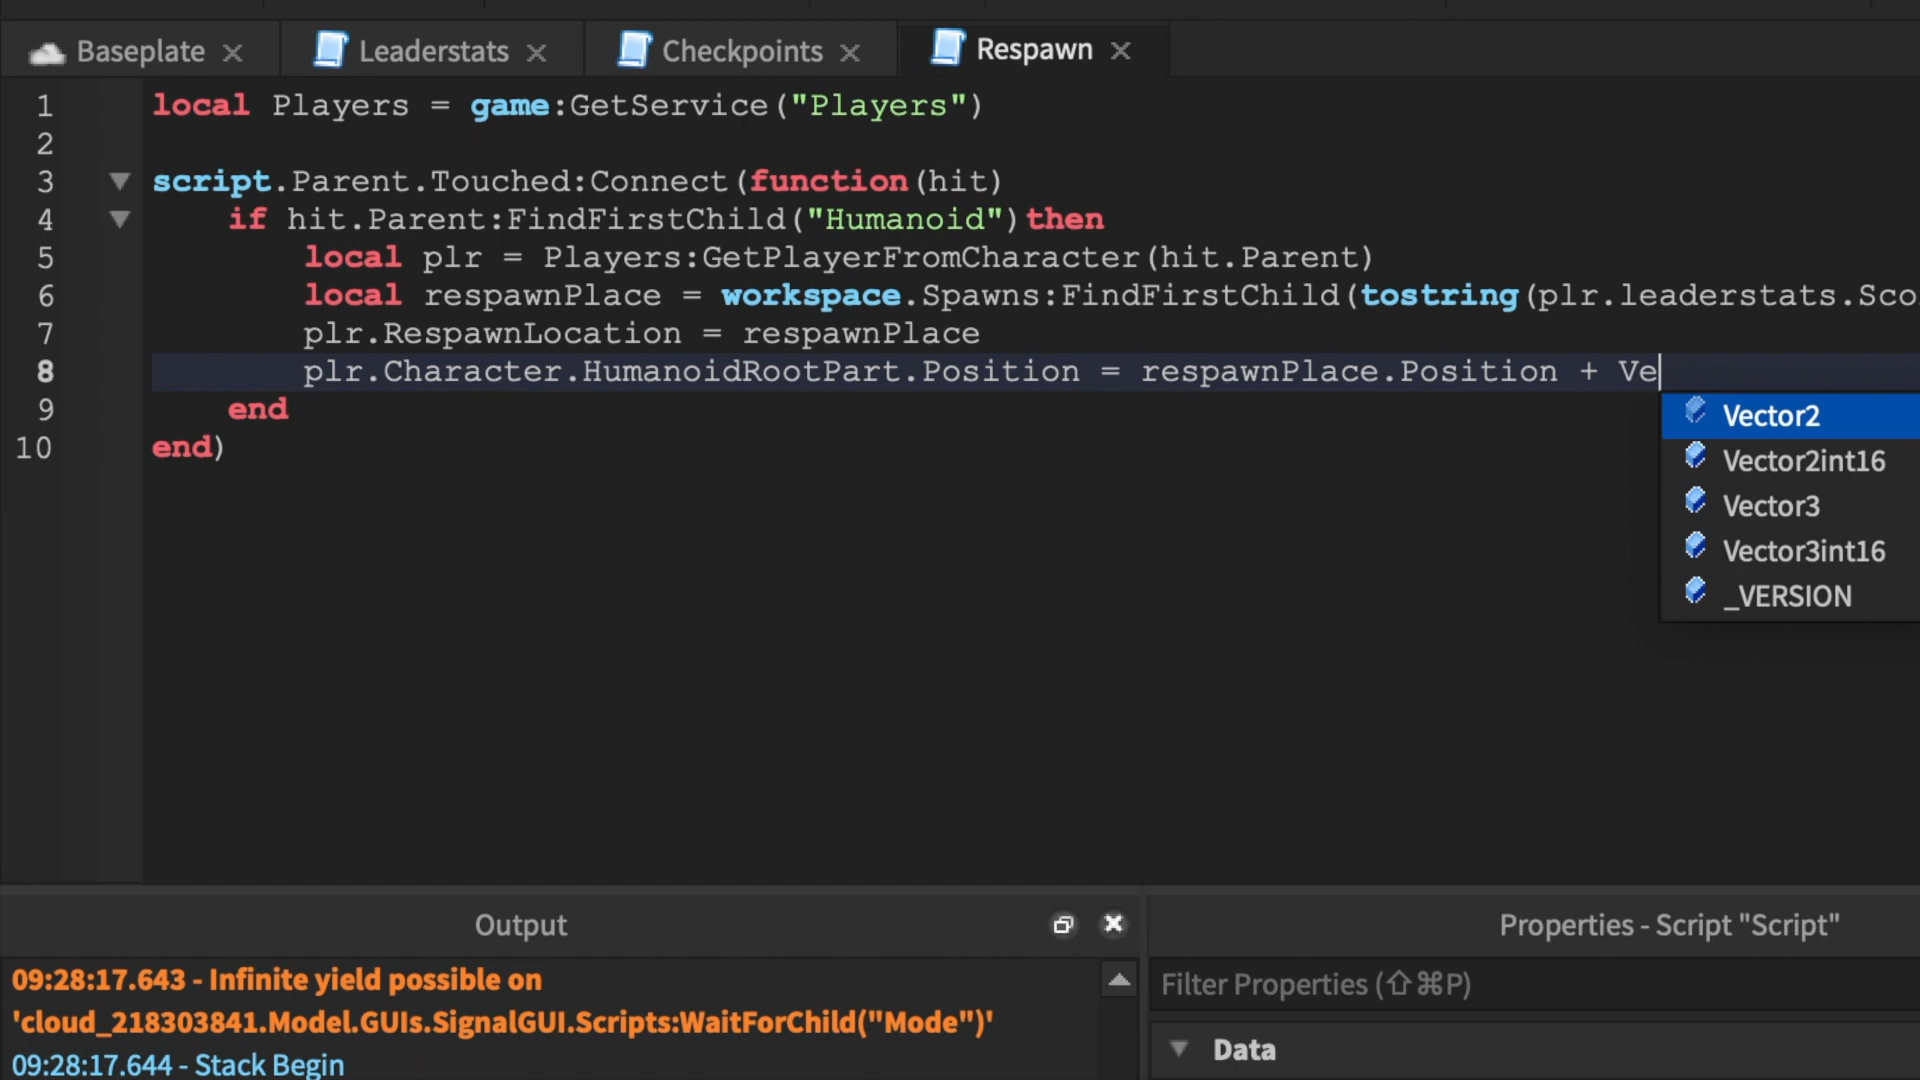 Baseplate Leaderstats Checkpoints Respawn
1 local Players = game:GetService("Players")
2
3 script.Parent.Touched:Connect(function(hit)
4 if hit.Parent:FindFirstChild("Humanoid")then
5 local plr = Players:GetPlayerFromCharacter(hit.Parent)
6 local respawnPlace = workspace.Spawns:FindFirstChild(tostring(plr.leaderstats.Sco
7 plr.RespawnLocation = respawnPlace
8 plr.Character.HumanoidRootPart.Position = respawnPlace.Position + Ve
9 end
10 end)
Vector2
Vector2int16
Vector3
Vector3int16
_VERSION
Output
09:28:17.643 - Infinite yield possible on
'cloud_218303841.Model.GUIs.SignalGUI.Scripts:WaitForChild("Mode")'
09:28:17.644 - Stack Begin
Properties - Script "Script"
Filter Properties (⇧⌘P)
Data